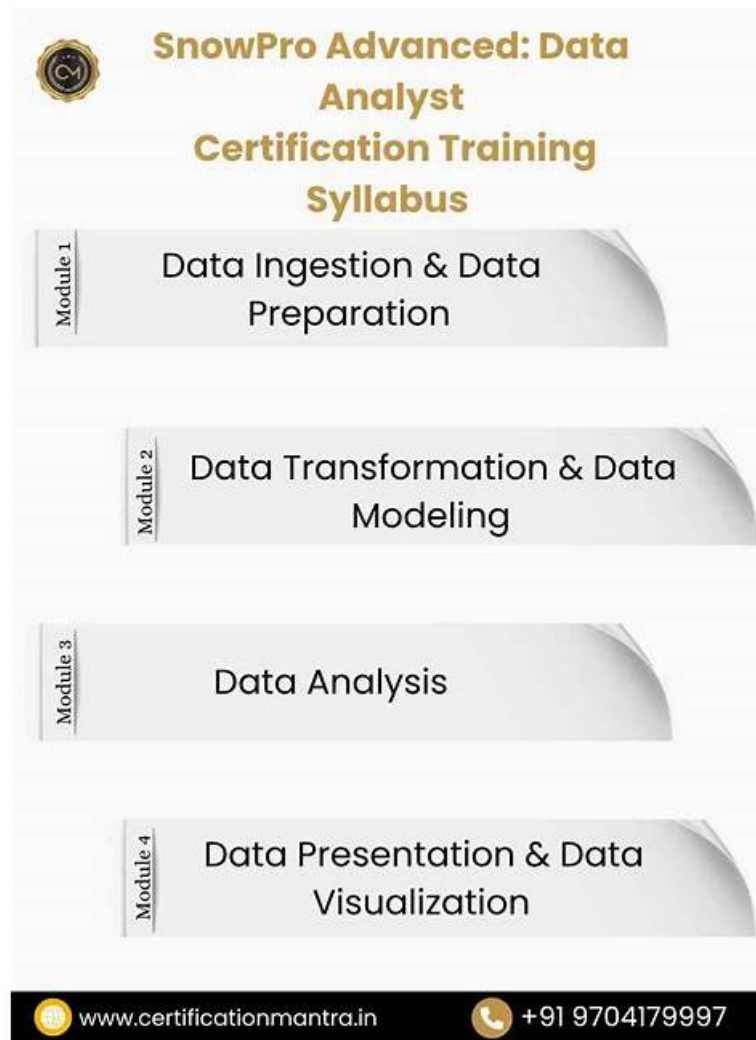 CM
SnowPro Advanced: Data
Analyst
Certification Training
Syllabus
Module 1
Data Ingestion & Data
Preparation
Module 2
Data Transformation & Data
Modeling
Module 3
Data Analysis
Module 4
Data Presentation & Data
Visualization
www.certificationmantra.in
+91 9704179997